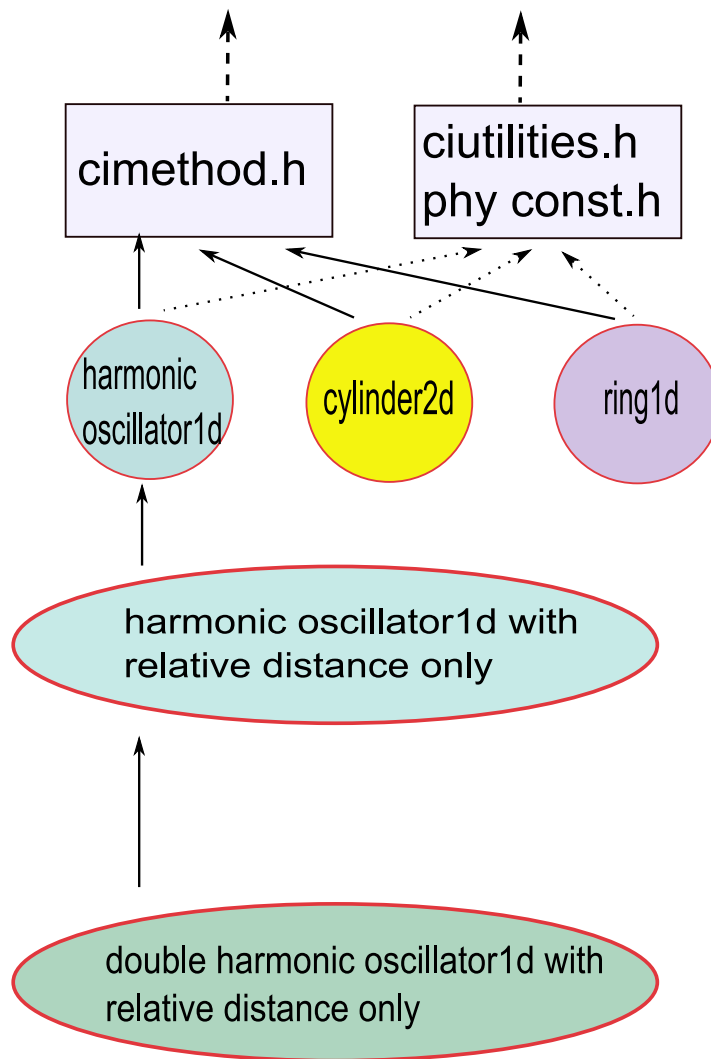 cimethod.h
ciutilities.h
phy const.h
harmonic
oscillator1d
cylinder2d
ring1d
harmonic oscillator1d with
relative distance only
double harmonic oscillator1d with
relative distance only